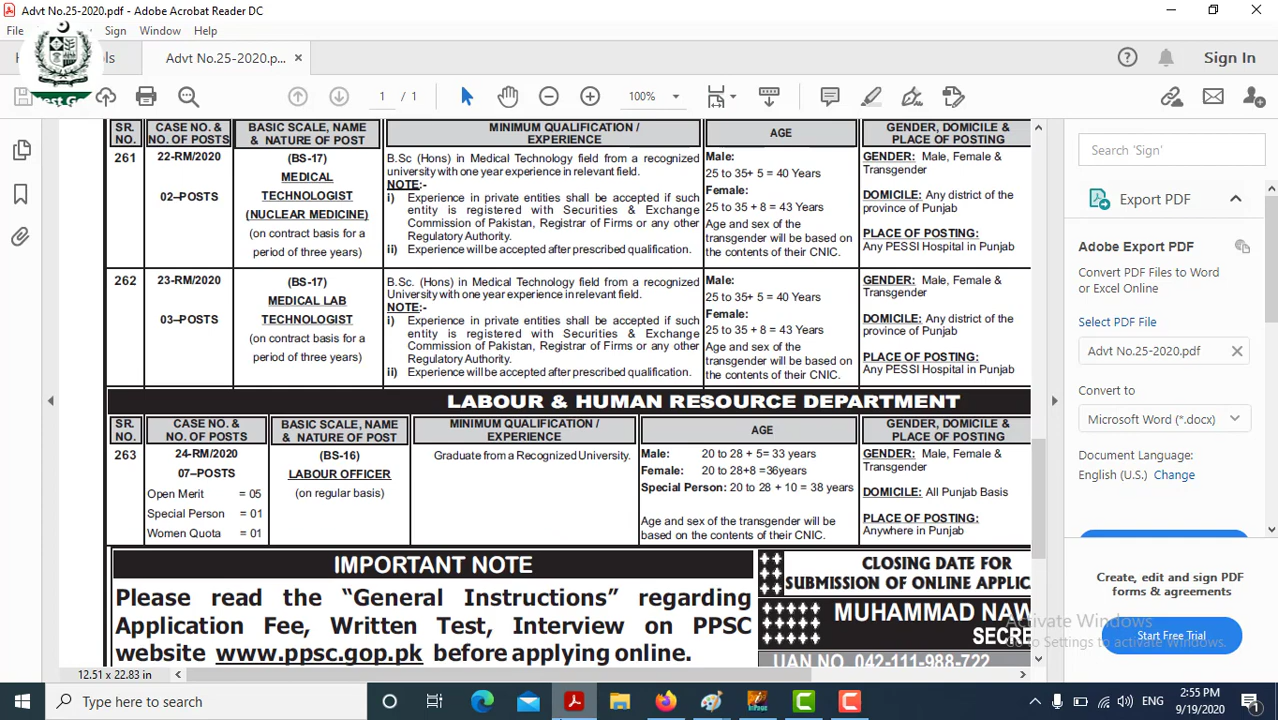 Advt No.25-2020.pdf - Adobe Acrobat Reader DC
File Sign Window Help
Advt No.25-2020.p... Sign In
1 / 1 100%
SR. NO. CASE NO. & NO. OF POSTS BASIC SCALE, NAME & NATURE OF POST MINIMUM QUALIFICATION / EXPERIENCE AGE GENDER, DOMICILE & PLACE OF POSTING
261
22-RM/2020
02–POSTS
(BS-17)
MEDICAL
TECHNOLOGIST
(NUCLEAR MEDICINE)
(on contract basis for a
period of three years)
B.Sc (Hons) in Medical Technology field from a recognized
university with one year experience in relevant field.
NOTE:-
i) Experience in private entities shall be accepted if such
entity is registered with Securities & Exchange
Commission of Pakistan, Registrar of Firms or any other
Regulatory Authority.
ii) Experience will be accepted after prescribed qualification.
Male:
25 to 35+ 5 = 40 Years
Female:
25 to 35 + 8 = 43 Years
Age and sex of the
transgender will be based on
the contents of their CNIC.
GENDER: Male, Female &
Transgender
DOMICILE: Any district of the
province of Punjab
PLACE OF POSTING:
Any PESSI Hospital in Punjab
262
23-RM/2020
03–POSTS
(BS-17)
MEDICAL LAB
TECHNOLOGIST
(on contract basis for a
period of three years)
B.Sc. (Hons) in Medical Technology field from a recognized
University with one year experience in relevant field.
NOTE:-
i) Experience in private entities shall be accepted if such
entity is registered with Securities & Exchange
Commission of Pakistan, Registrar of Firms or any other
Regulatory Authority.
ii) Experience will be accepted after prescribed qualification.
Male:
25 to 35+ 5 = 40 Years
Female:
25 to 35 + 8 = 43 Years
Age and sex of the
transgender will be based on
the contents of their CNIC.
GENDER: Male, Female &
Transgender
DOMICILE: Any district of the
province of Punjab
PLACE OF POSTING:
Any PESSI Hospital in Punjab
LABOUR & HUMAN RESOURCE DEPARTMENT
SR. NO. CASE NO. & NO. OF POSTS BASIC SCALE, NAME & NATURE OF POST MINIMUM QUALIFICATION / EXPERIENCE AGE GENDER, DOMICILE & PLACE OF POSTING
263
24-RM/2020
07–POSTS
Open Merit = 05
Special Person = 01
Women Quota = 01
(BS-16)
LABOUR OFFICER
(on regular basis)
Graduate from a Recognized University.
Male: 20 to 28 + 5= 33 years
Female: 20 to 28+8 =36years
Special Person: 20 to 28 + 10 = 38 years
Age and sex of the transgender will be
based on the contents of their CNIC.
GENDER: Male, Female &
Transgender
DOMICILE: All Punjab Basis
PLACE OF POSTING:
Anywhere in Punjab
IMPORTANT NOTE
Please read the “General Instructions” regarding
Application Fee, Written Test, Interview on PPSC
website www.ppsc.gop.pk before applying online.
CLOSING DATE FOR
SUBMISSION OF ONLINE APPLIC
MUHAMMAD NAW
SECRE
UAN NO. 042-111-988-722
12.51 x 22.83 in
Search 'Sign'
Export PDF
Adobe Export PDF
Convert PDF Files to Word
or Excel Online
Select PDF File
Advt No.25-2020.pdf
Convert to
Microsoft Word (*.docx)
Document Language:
English (U.S.) Change
Create, edit and sign PDF
forms & agreements
Start Free Trial
Activate Windows
Go to Settings to activate Windows.
Type here to search
ENG
2:55 PM
9/19/2020
1